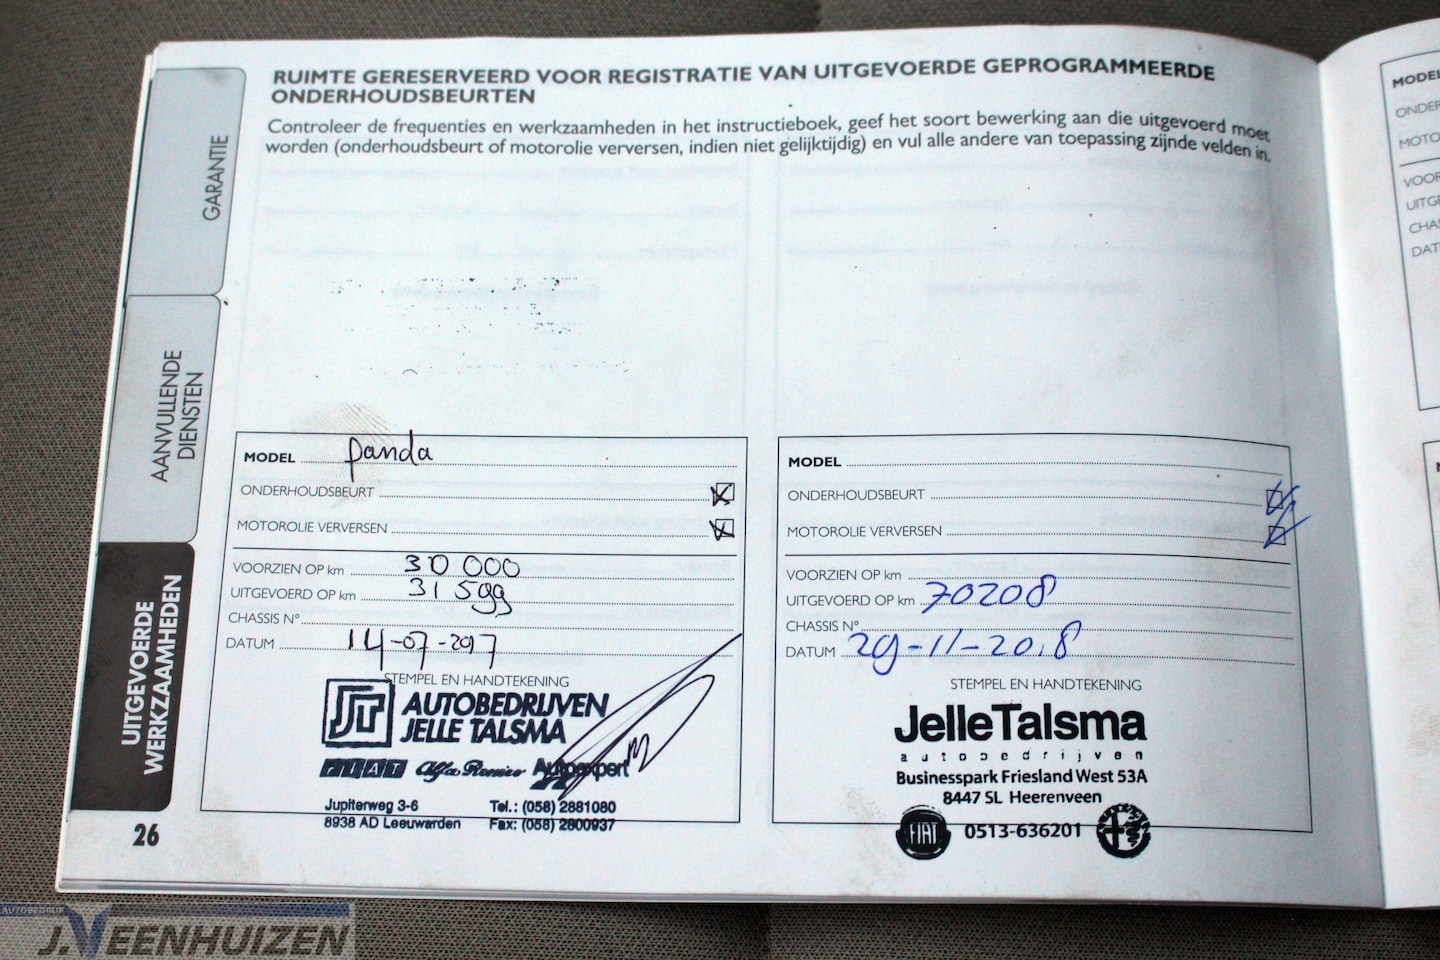 RUIMTE GERESERVEERD VOOR REGISTRATIE VAN UITGEVOERDE GEPROGRAMMEERDE
ONDERHOUDSBEURTEN
Controleer de frequenties en werkzaamheden in het instructieboek, geef het soort bewerking aan die uitgevoerd moet
worden (onderhoudsbeurt of motorolie verversen, indien niet gelijktijdig) en vul alle andere van toepassing zijnde velden in.
GARANTIE
AANVULLENDE
DIENSTEN
UITGEVOERDE
WERKZAAMHEDEN
MODEL panda
ONDERHOUDSBEURT
MOTOROLIE VERVERSEN
VOORZIEN OP km 30 000
UITGEVOERD OP km 31 599
CHASSIS N°
DATUM 14-07-2017
STEMPEL EN HANDTEKENING
AUTOBEDRIJVEN
JELLE TALSMA
FIAT Alfa Romeo Autoexpert
Jupiterweg 3-6 Tel.: (058) 2881080
8938 AD Leeuwarden Fax: (058) 2800937
MODEL
ONDERHOUDSBEURT
MOTOROLIE VERVERSEN
VOORZIEN OP km
UITGEVOERD OP km 70208
CHASSIS N°
DATUM 29-11-2018
STEMPEL EN HANDTEKENING
JelleTalsma
autobedrijven
Businesspark Friesland West 53A
8447 SL Heerenveen
FIAT 0513-636201
26
MODEL
AUTOBEDRIJF
J.VEENHUIZEN